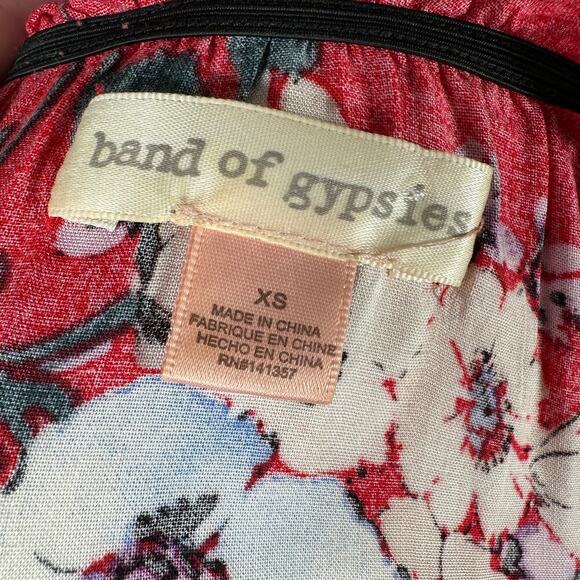 band of gypsies
XS
MADE IN CHINA
FABRIQUE EN CHINE
HECHO EN CHINA
RN#141357